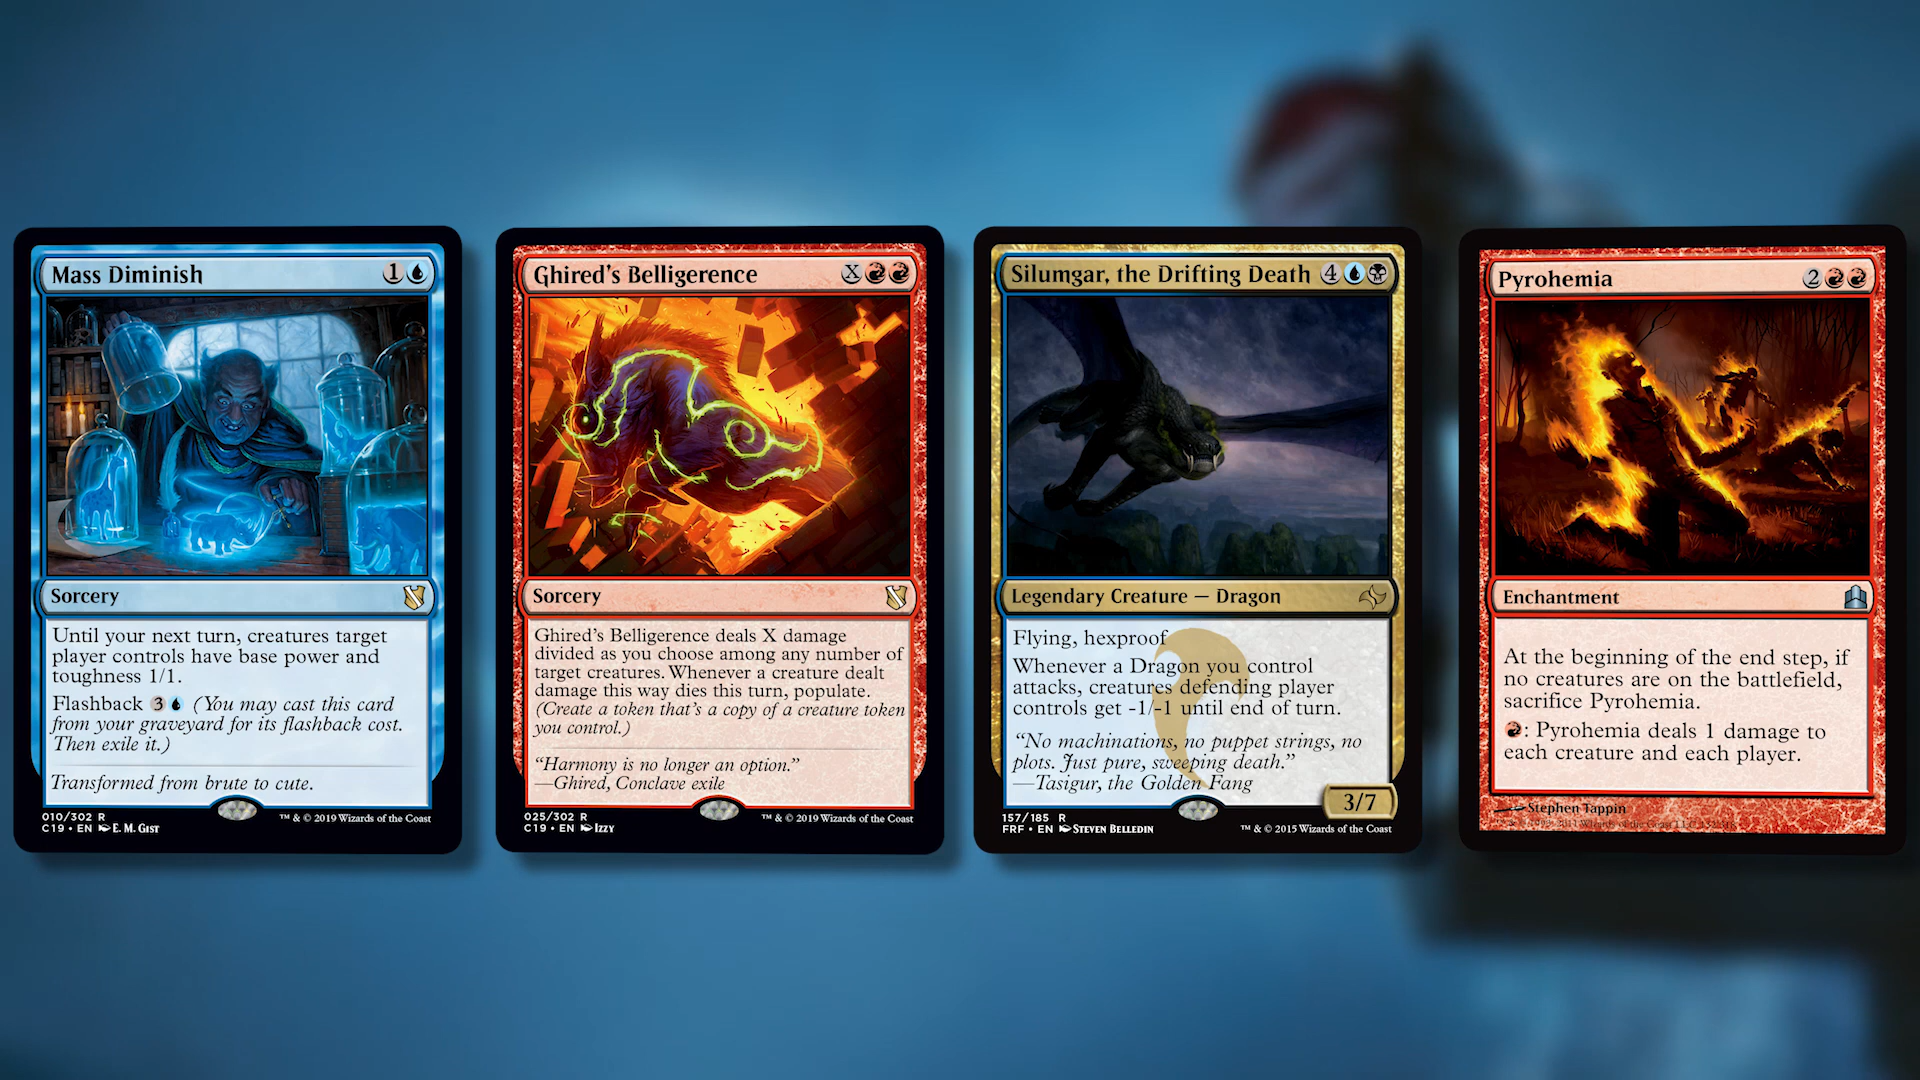 Mass Diminish 1
Sorcery
Until your next turn, creatures target
player controls have base power and
toughness 1/1.
Flashback 3 (You may cast this card
from your graveyard for its flashback cost.
Then exile it.)
Transformed from brute to cute.
010/302 R
C19 • EN E. M. Gist
™ & © 2019 Wizards of the Coast
Ghired's Belligerence X
Sorcery
Ghired's Belligerence deals X damage
divided as you choose among any number of
target creatures. Whenever a creature dealt
damage this way dies this turn, populate.
(Create a token that's a copy of a creature token
you control.)
"Harmony is no longer an option."
—Ghired, Conclave exile
025/302 R
C19 • EN Izzy
™ & © 2019 Wizards of the Coast
Silumgar, the Drifting Death 4
Legendary Creature — Dragon
Flying, hexproof
Whenever a Dragon you control
attacks, creatures defending player
controls get -1/-1 until end of turn.
"No machinations, no puppet strings, no
plots. Just pure, sweeping death."
—Tasigur, the Golden Fang
3/7
157/185 R
FRF • EN Steven Belledin
™ & © 2015 Wizards of the Coast
Pyrohemia 2
Enchantment
At the beginning of the end step, if
no creatures are on the battlefield,
sacrifice Pyrohemia.
: Pyrohemia deals 1 damage to
each creature and each player.
Stephen Tappin